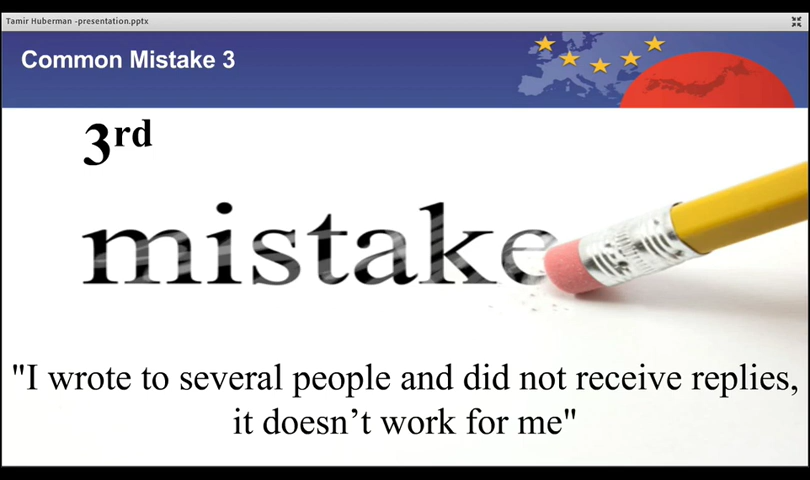 Tamir Huberman -presentation.pptx
Common Mistake 3
3rd
mistake
"I wrote to several people and did not receive replies,
it doesn’t work for me"